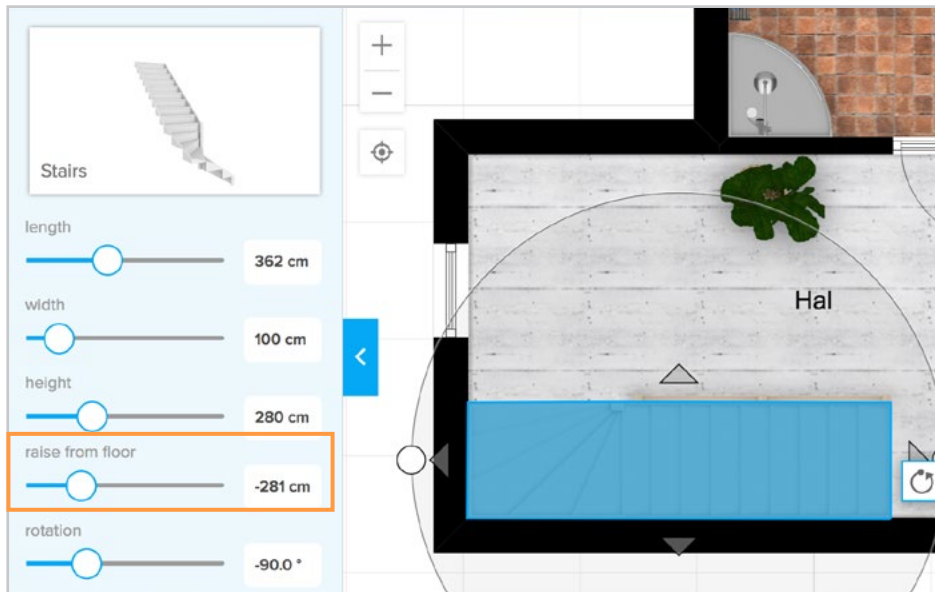 Stairs
length
362 cm
width
100 cm
height
280 cm
raise from floor
-281 cm
rotation
-90.0 °
Hal